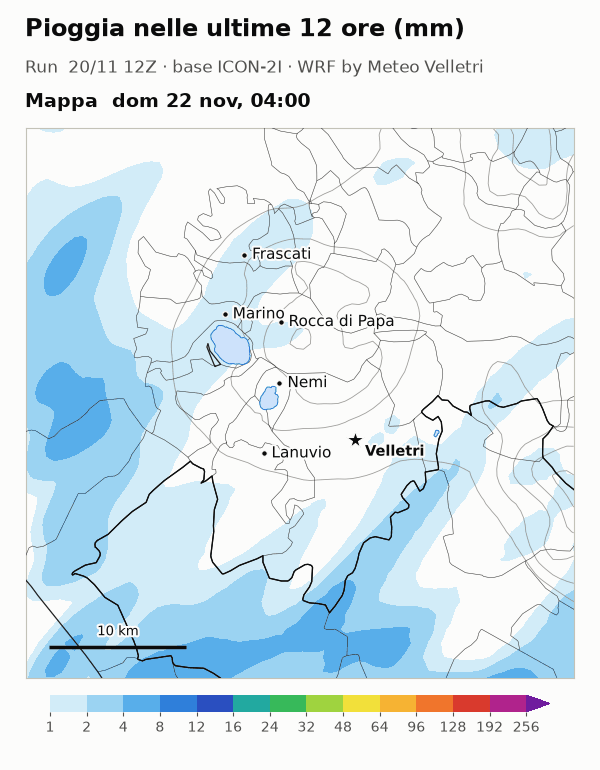 Pioggia nelle ultime 12 ore (mm)
Run  20/11 12Z · base ICON-2I · WRF by Meteo Velletri
Mappa  dom 22 nov, 04:00
Frascati
Marino
Rocca di Papa
Nemi
Velletri
Lanuvio
10 km
1 2 4 8 12 16 24 32 42 48 64 96 128 192 256